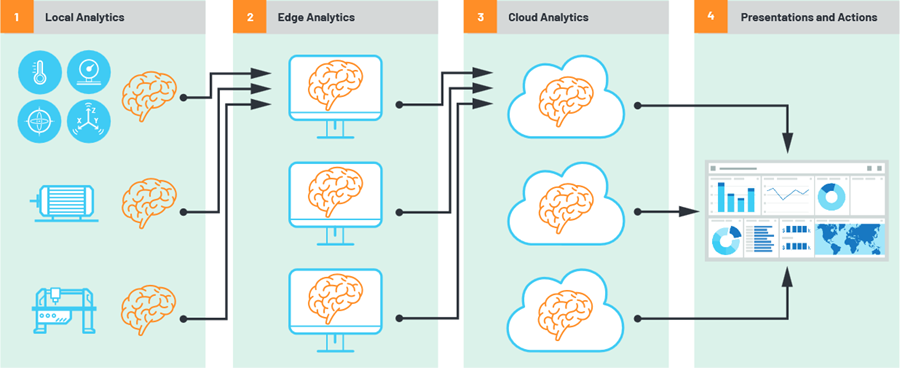 1 Local Analytics
2 Edge Analytics
3 Cloud Analytics
4 Presentations and Actions
Z
X Y